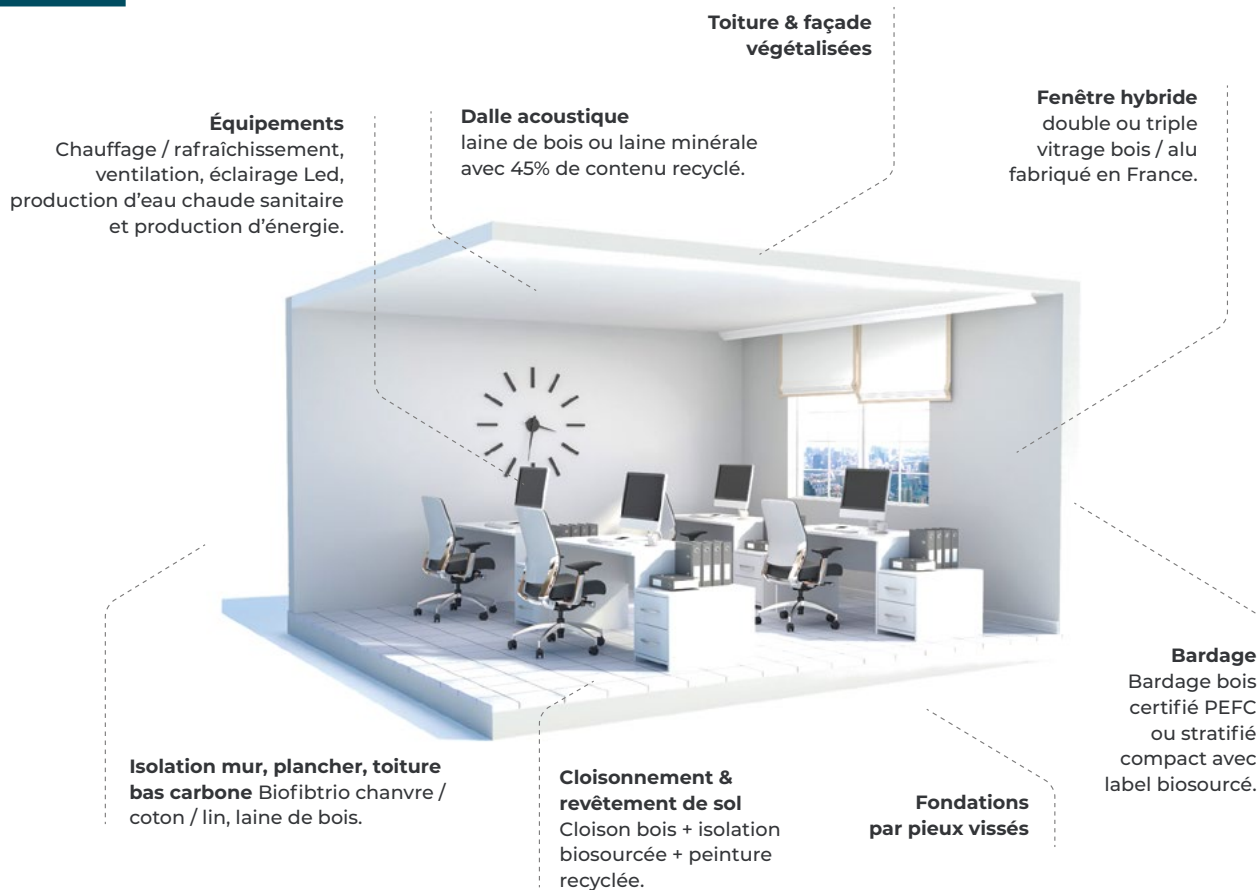 Toiture & façade
végétalisées
Équipements
Chauffage / rafraîchissement,
ventilation, éclairage Led,
production d’eau chaude sanitaire
et production d’énergie.
Dalle acoustique
laine de bois ou laine minérale
avec 45% de contenu recyclé.
Fenêtre hybride
double ou triple
vitrage bois / alu
fabriqué en France.
Bardage
Bardage bois
certifié PEFC
ou stratifié
compact avec
label biosourcé.
Isolation mur, plancher, toiture
bas carbone Biofibtrio chanvre /
coton / lin, laine de bois.
Cloisonnement &
revêtement de sol
Cloison bois + isolation
biosourcée + peinture
recyclée.
Fondations
par pieux vissés